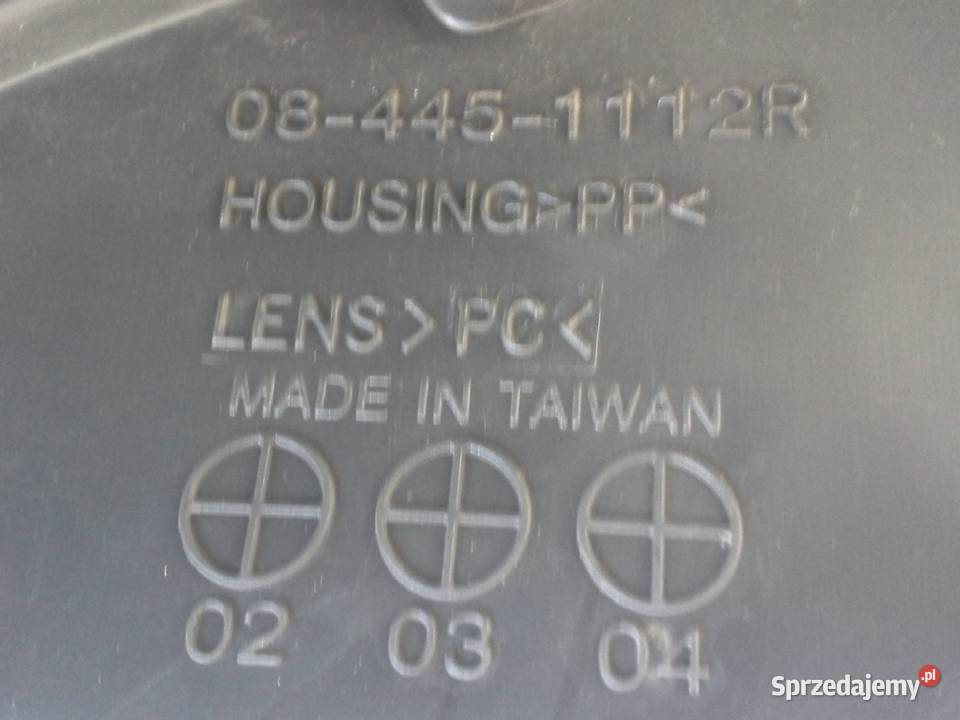 08-445-1112R
HOUSING>PP<
LENS>PC<
MADE IN TAIWAN
02 03 04
Sprzedajemy.pl